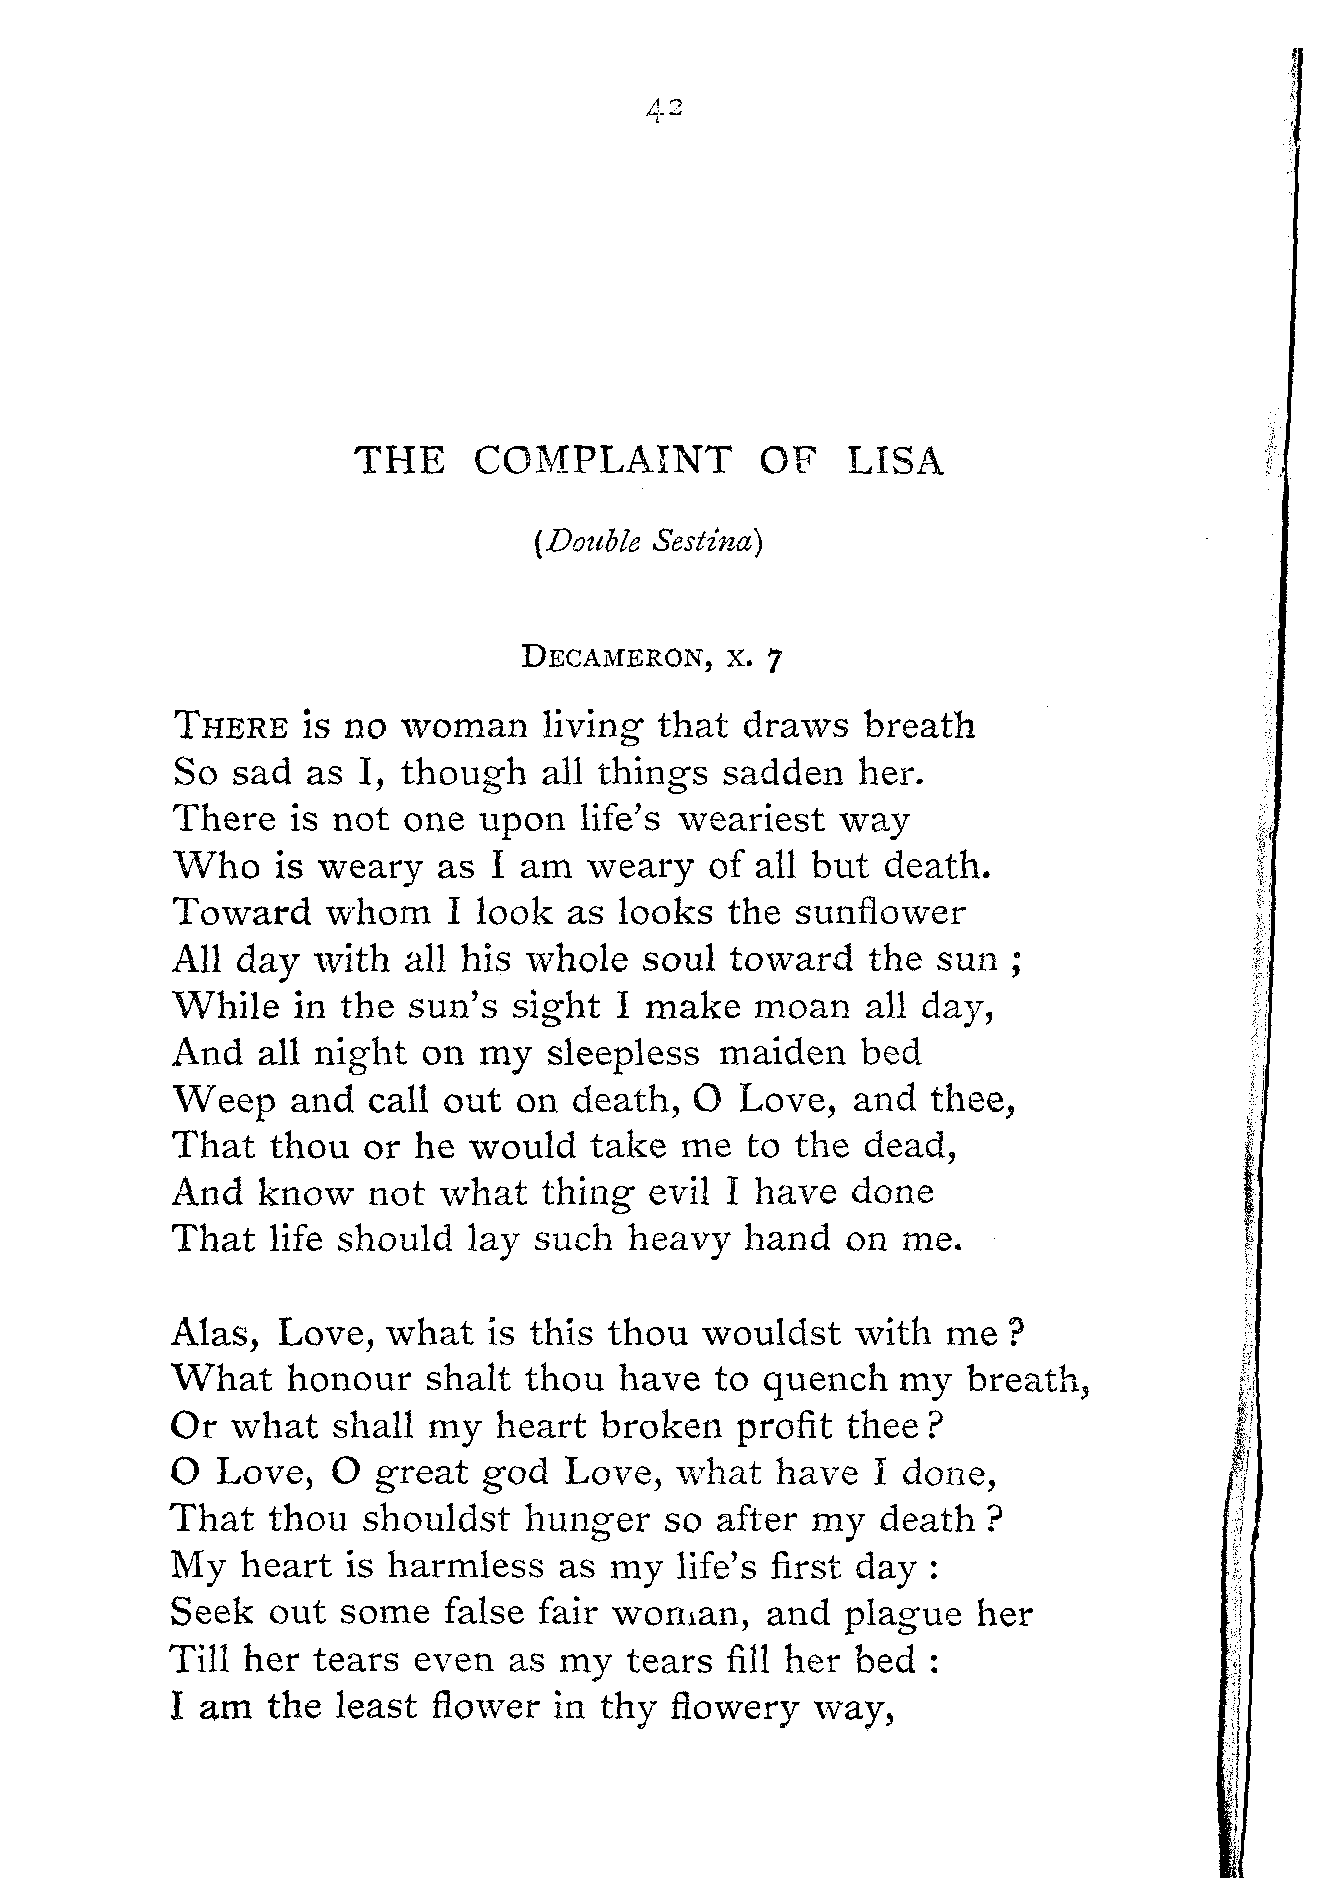 42
THE COMPLAINT OF LISA
(Double Sestina)
DECAMERON, X. 7
THERE is no woman living that draws breath
So sad as I, though all things sadden her.
There is not one upon life's weariest way
Who is weary as I am weary of all but death.
Toward whom I look as looks the sunflower
All day with all his whole soul toward the sun ;
While in the sun's sight I make moan all day,
And all night on my sleepless maiden bed
Weep and call out on death, O Love, and thee,
That thou or he would take me to the dead,
And know not what thing evil I have done
That life should lay such heavy hand on me.
Alas, Love, what is this thou wouldst with me ?
What honour shalt thou have to quench my breath,
Or what shall my heart broken profit thee ?
O Love, O great god Love, what have I done,
That thou shouldst hunger so after my death ?
My heart is harmless as my life's first day :
Seek out some false fair woman, and plague her
Till her tears even as my tears fill her bed :
I am the least flower in thy flowery way,